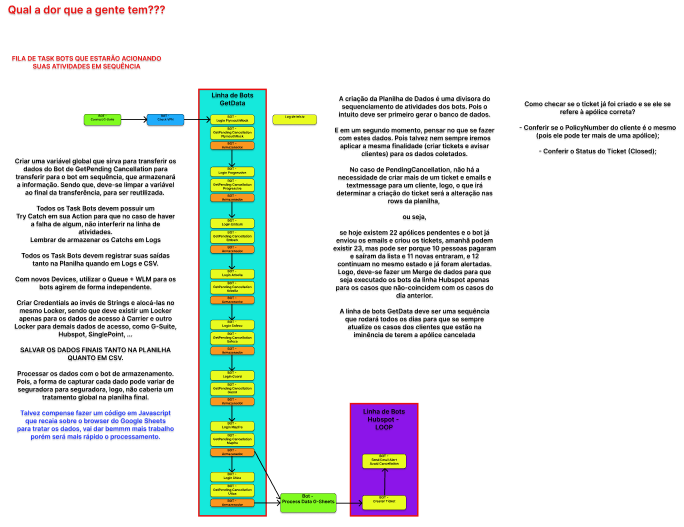 Qual a dor que a gente tem???
FILA DE TASK BOTS QUE ESTARÃO ACIONANDO
SUAS ATIVIDADES EM SEQUÊNCIA
Linha de Bots
GetData
BOT -
Connect G-Suite
BOT -
Check VPN
BOT -
Login PlymouthRock
BOT -
GetPending Cancellation
PlymouthRock
BOT -
Armazenador
Log de Início
BOT -
Login Progressive
BOT -
GetPending Cancellation
Progressive
BOT -
Armazenador
BOT -
GetPending Cancellation
BOT -
Armazenador
BOT -
GetPending Cancellation
BOT -
Armazenador
BOT -
Login Safeco
BOT -
GetPending Cancellation
Safeco
BOT -
Armazenador
BOT -
GetPending Cancellation
BOT -
Armazenador
BOT -
Login Mapfre
BOT -
GetPending Cancellation
Mapfre
BOT -
Armazenador
BOT -
GetPending Cancellation
BOT -
Armazenador
Criar uma variável global que sirva para transferir os
dados do Bot de GetPending Cancellation para
transferir para o bot em sequência, que armazenará
a informação. Sendo que, deve-se limpar a variável
ao final da transferência, para ser reutilizada.
Todos os Task Bots devem possuir um
Try Catch em sua Action para que no caso de haver
a falha de algum, não interferir na linha de
atividades.
Lembrar de armazenar os Catchs em Logs
Todos os Task Bots devem registrar suas saídas
tanto na Planilha quando em Logs e CSV.
Com novos Devices, utilizar o Queue + WLM para os
bots agirem de forma independente.
Criar Credentials ao invés de Strings e alocá-las no
mesmo Locker, sendo que deve existir um Locker
apenas para os dados de acesso à Carrier e outro
Locker para demais dados de acesso, como G-Suite,
Hubspot, SinglePoint, ...
SALVAR OS DADOS FINAIS TANTO NA PLANILHA
QUANTO EM CSV.
Processar os dados com o bot de armazenamento.
Pois, a forma de capturar cada dado pode variar de
seguradora para seguradora, logo, não caberia um
tratamento global na planilha final.
Talvez compense fazer um código em Javascript
que recaia sobre o browser do Google Sheets
para tratar os dados, vai dar bemmm mais trabalho
porém será mais rápido o processamento.
A criação da Planilha de Dados é uma divisora do
sequenciamento de atividades dos bots. Pois o
intuito deve ser primeiro gerar o banco de dados.
E em um segundo momento, pensar no que se fazer
com estes dados. Pois talvez nem sempre iremos
aplicar a mesma finalidade (criar tickets e avisar
clientes) para os dados coletados.
No caso de PendingCancellation, não há a
necessidade de criar mais de um ticket e emails e
textmessage para um cliente, logo, o que irá
determinar a criação do ticket será a alteração nas
rows da planilha,
ou seja,
se hoje existem 22 apólices pendentes e o bot já
enviou os emails e criou os tickets, amanhã podem
existir 23, mas pode ser porque 10 pessoas pagaram
e saíram da lista e 11 novas entraram, e 12
continuam no mesmo estado e já foram alertadas.
Logo, deve-se fazer um Merge de dados para que
seja executado os bots da linha Hubspot apenas
para os casos que não-coincidem com os casos do
dia anterior.
A linha de bots GetData deve ser uma sequência
que rodará todos os dias para que se sempre
atualize os casos dos clientes que estão na
iminência de terem a apólice cancelada
Como checar se o ticket já foi criado e se ele se
refere à apólice correta?
- Conferir se o PolicyNumber do cliente é o mesmo
(pois ele pode ter mais de uma apólice);
- Conferir o Status do Ticket (Closed);
Linha de Bots
Hubspot -
LOOP
BOT -
Send Email Alert
Avoid Cancellation
BOT -
Creater Ticket
Bot -
Process Data G-Sheets